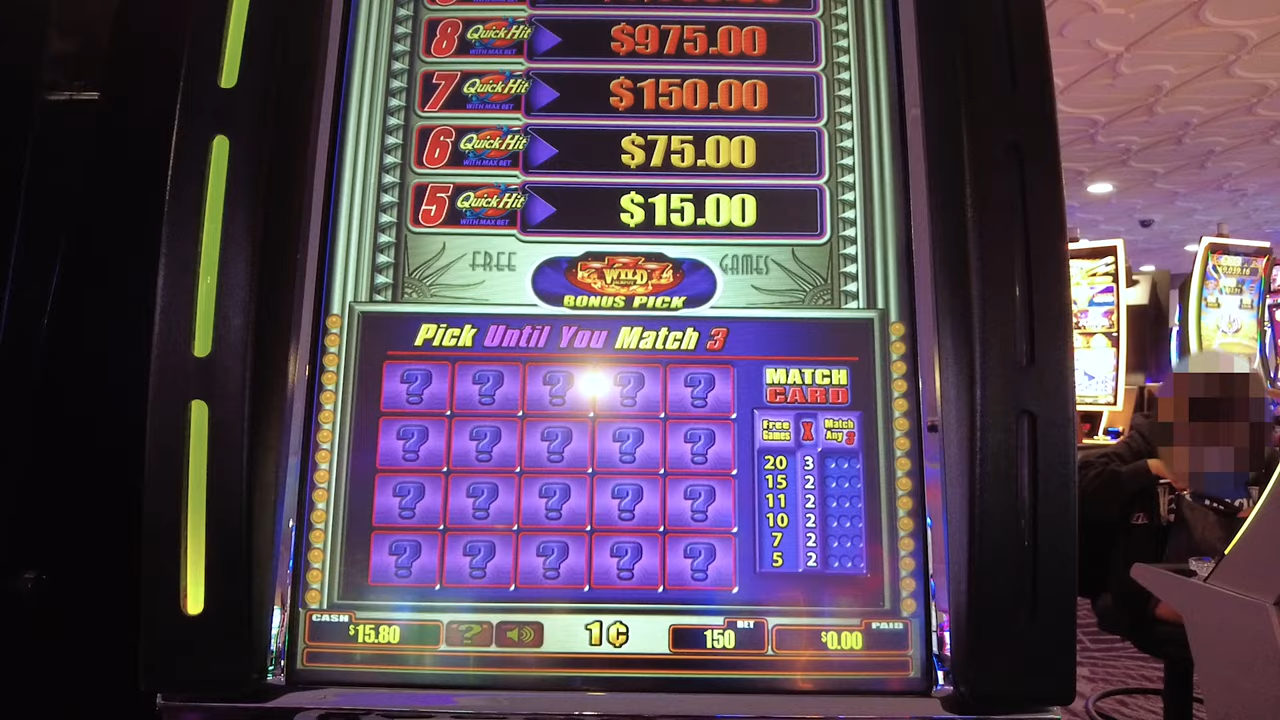 8 Quick Hit $975.00
WITH MAX BET
7 Quick Hit $150.00
WITH MAX BET
6 Quick Hit $75.00
WITH MAX BET
5 Quick Hit $15.00
WITH MAX BET
FREE WILD GAMES
BONUS PICK
Pick Until You Match 3
? ? ? ? ?
? ? ? ? ?
? ? ? ? ?
? ? ? ? ?
MATCH
CARD
Free Games X Match Any 3
20 3
15 2
11 2
10 2
7 2
5 2
CASH
$15.80
?
1¢
BET
150
PAID
$0.00